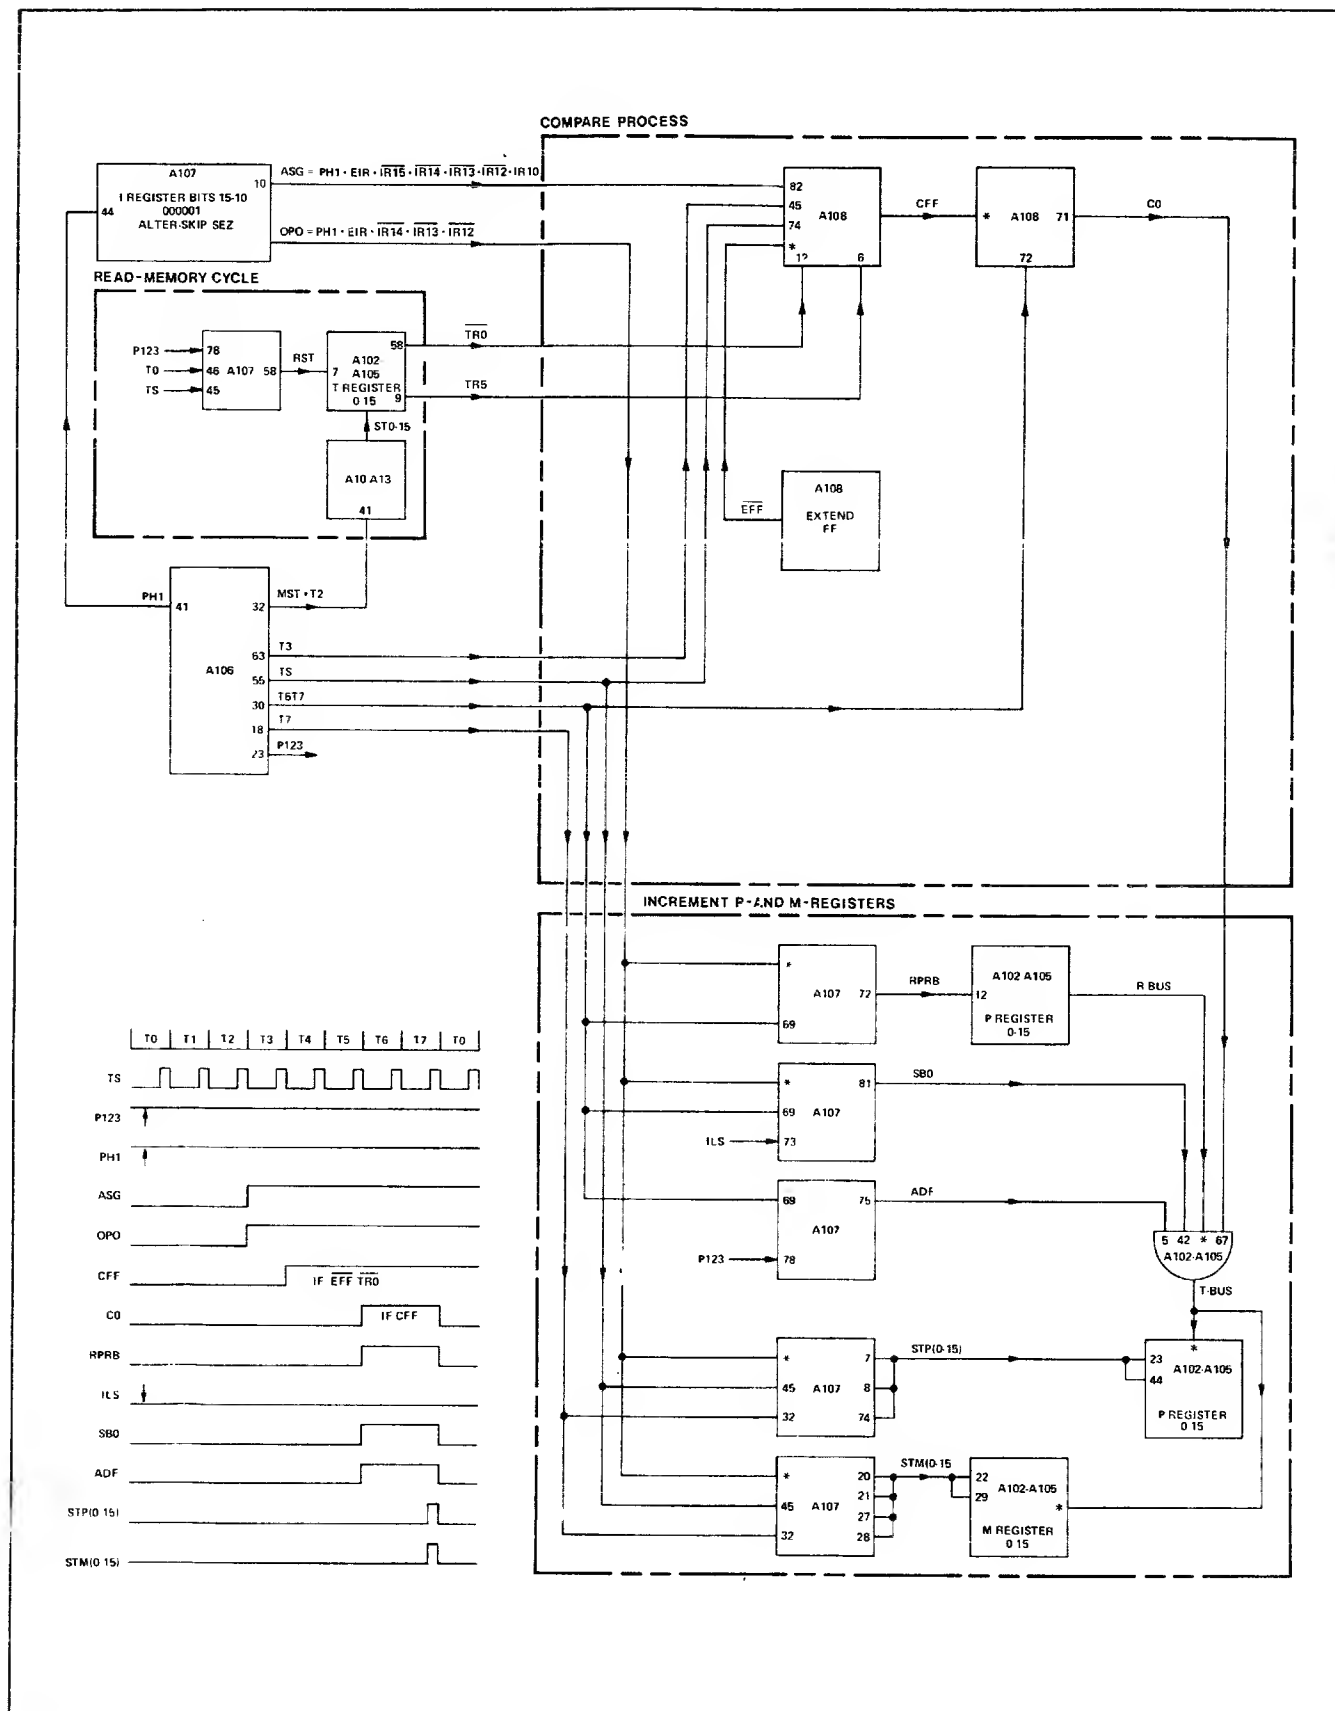 COMPARE PROCESS
A107
10
I REGISTER BITS 15-10
000001
ALTER-SKIP SEZ
44
ASG = PH1 · EIR · IR15 · IR14 · IR13 · IR12 · IR10
OPO = PH1 · EIR · IR14 · IR13 · IR12
82
45
74
*
12
6
A108
CFF
*
A108
71
72
C0
READ-MEMORY CYCLE
P123
T0
TS
78
46
45
A107
58
RST
7
58
A102
A105
T REGISTER
0 15
9
TR0
TR5
ST0-15
A10 A13
41
A108
EXTEND
FF
EFF
PH1
41
32
MST · T2
63
T3
A106
55
TS
30
T6T7
18
T7
23
P123
INCREMENT P-AND M-REGISTERS
*
A107
72
69
RPRB
A102 A105
12
P REGISTER
0-15
R BUS
*
81
69
A107
ILS
73
SB0
69
75
A107
P123
78
ADF
5 42 * 67
A102-A105
T-BUS
*
7
45
A107
8
32
74
STP(0-15)
*
23
A102-A105
44
P REGISTER
0 15
*
20
45
A107
21
27
32
28
STM(0-15
22
A102-A105
29
*
M REGISTER
0 15
T0 T1 T2 T3 T4 T5 T6 T7 T0
TS
P123
PH1
ASG
OPO
CFF
IF EFF TR0
C0
IF CFF
RPRB
ILS
SB0
ADF
STP(0 15)
STM(0 15)